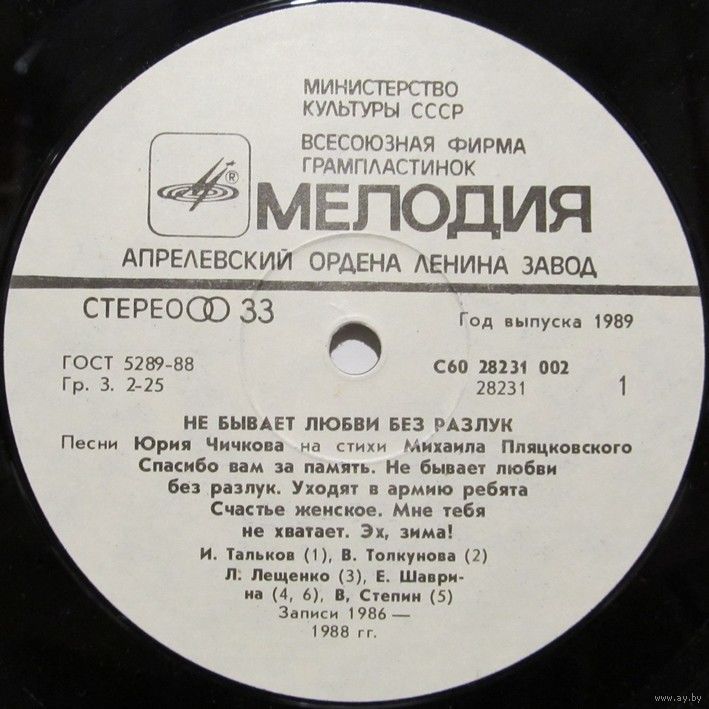 МИНИСТЕРСТВО
КУЛЬТУРЫ СССР
ВСЕСОЮЗНАЯ ФИРМА
ГРАМПЛАСТИНОК
®
МЕЛОДИЯ
АПРЕЛЕВСКИЙ ОРДЕНА ЛЕНИНА ЗАВОД
СТЕРЕО 33
Год выпуска 1989
ГОСТ 5289-88
Гр. 3. 2-25
С60 28231 002
28231 1
НЕ БЫВАЕТ ЛЮБВИ БЕЗ РАЗЛУК
Песни Юрия Чичкова на стихи Михаила Пляцковского
Спасибо вам за память. Не бывает любви
без разлук. Уходят в армию ребята
Счастье женское. Мне тебя
не хватает. Эх, зима!
И. Тальков (1), В. Толкунова (2)
Л. Лещенко (3), Е. Шаври-
на (4, 6), В, Степин (5)
Записи 1986 —
1988 гг.
www.ay.by